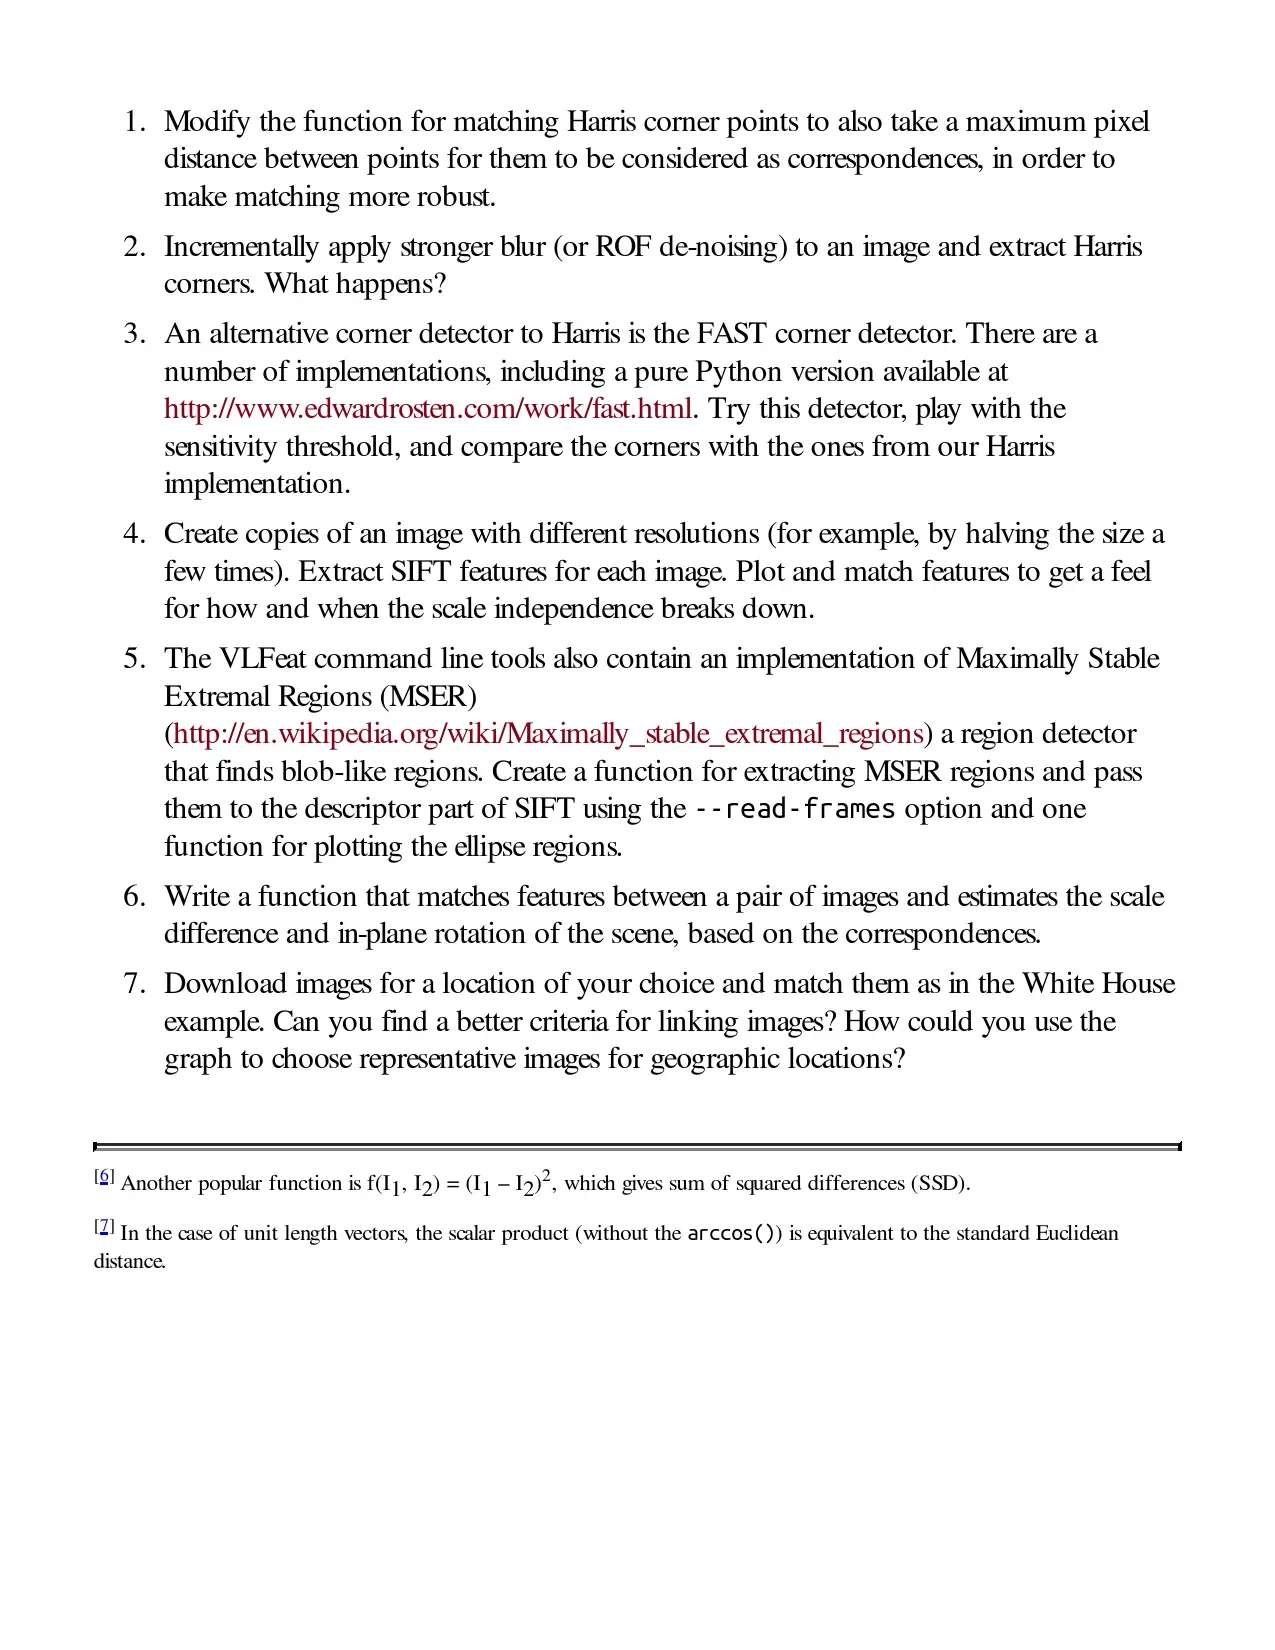 1. Modify the function for matching Harris corner points to also take a maximum pixel
distance between points for them to be considered as correspondences, in order to
make matching more robust.
2. Incrementally apply stronger blur (or ROF de-noising) to an image and extract Harris
corners. What happens?
3. An alternative corner detector to Harris is the FAST corner detector. There are a
number of implementations, including a pure Python version available at
http://www.edwardrosten.com/work/fast.html. Try this detector, play with the
sensitivity threshold, and compare the corners with the ones from our Harris
implementation.
4. Create copies of an image with different resolutions (for example, by halving the size a
few times). Extract SIFT features for each image. Plot and match features to get a feel
for how and when the scale independence breaks down.
5. The VLFeat command line tools also contain an implementation of Maximally Stable
Extremal Regions (MSER)
(http://en.wikipedia.org/wiki/Maximally_stable_extremal_regions) a region detector
that finds blob-like regions. Create a function for extracting MSER regions and pass
them to the descriptor part of SIFT using the --read-frames option and one
function for plotting the ellipse regions.
6. Write a function that matches features between a pair of images and estimates the scale
difference and in-plane rotation of the scene, based on the correspondences.
7. Download images for a location of your choice and match them as in the White House
example. Can you find a better criteria for linking images? How could you use the
graph to choose representative images for geographic locations?
[6] Another popular function is f(I1, I2) = (I1 – I2)2, which gives sum of squared differences (SSD).
[7] In the case of unit length vectors, the scalar product (without the arccos()) is equivalent to the standard Euclidean
distance.